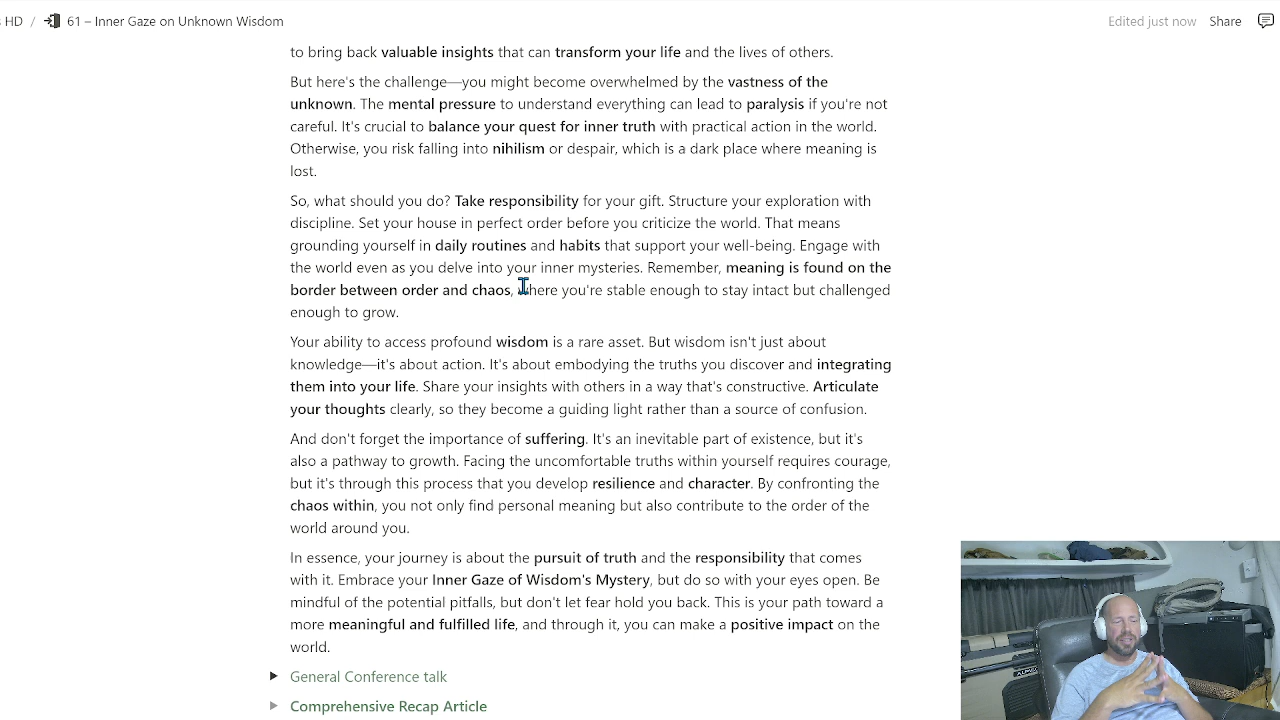 HD / 61 – Inner Gaze on Unknown Wisdom
Edited just now Share
to bring back valuable insights that can transform your life and the lives of others.
But here's the challenge—you might become overwhelmed by the vastness of the
unknown. The mental pressure to understand everything can lead to paralysis if you're not
careful. It's crucial to balance your quest for inner truth with practical action in the world.
Otherwise, you risk falling into nihilism or despair, which is a dark place where meaning is
lost.
So, what should you do? Take responsibility for your gift. Structure your exploration with
discipline. Set your house in perfect order before you criticize the world. That means
grounding yourself in daily routines and habits that support your well-being. Engage with
the world even as you delve into your inner mysteries. Remember, meaning is found on the
border between order and chaos, where you're stable enough to stay intact but challenged
enough to grow.
Your ability to access profound wisdom is a rare asset. But wisdom isn't just about
knowledge—it's about action. It's about embodying the truths you discover and integrating
them into your life. Share your insights with others in a way that's constructive. Articulate
your thoughts clearly, so they become a guiding light rather than a source of confusion.
And don't forget the importance of suffering. It's an inevitable part of existence, but it's
also a pathway to growth. Facing the uncomfortable truths within yourself requires courage,
but it's through this process that you develop resilience and character. By confronting the
chaos within, you not only find personal meaning but also contribute to the order of the
world around you.
In essence, your journey is about the pursuit of truth and the responsibility that comes
with it. Embrace your Inner Gaze of Wisdom's Mystery, but do so with your eyes open. Be
mindful of the potential pitfalls, but don't let fear hold you back. This is your path toward a
more meaningful and fulfilled life, and through it, you can make a positive impact on the
world.
General Conference talk
Comprehensive Recap Article